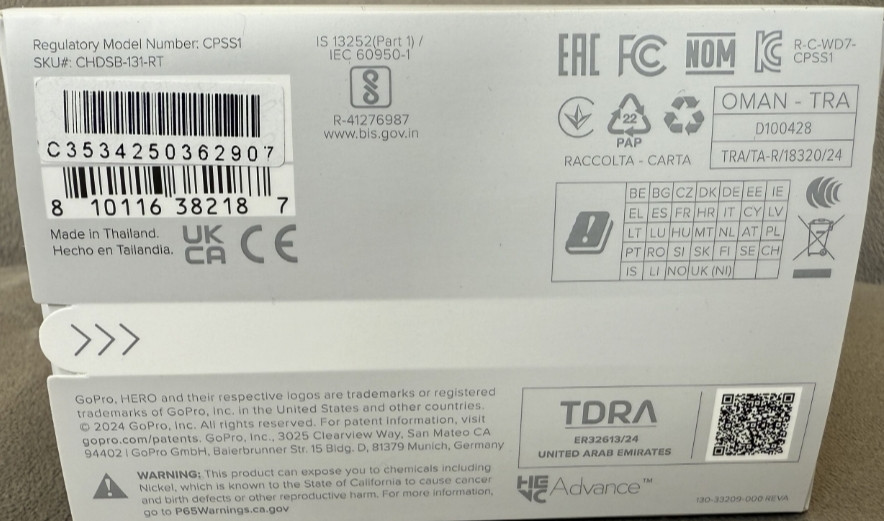 Regulatory Model Number: CPSS1
SKU#: CHDSB-131-RT
C3534250362907
8 10116 38218 7
Made in Thailand.
Hecho en Tailandia.
UK
CA
CE
IS 13252(Part 1) /
IEC 60950-1
R-41276987
www.bis.gov.in
EAC FC NOM KC R-C-WD7-
CPSS1
22
PAP
RACCOLTA - CARTA
OMAN - TRA
D100428
TRA/TA-R/18320/24
BE BG CZ DK DE EE IE
EL ES FR HR IT CY LV
LT LU HU MT NL AT PL
PT RO SI SK FI SE CH
IS LI NO UK (NI)
GoPro, HERO and their respective logos are trademarks or registered
trademarks of GoPro, Inc. in the United States and other countries.
© 2024 GoPro, Inc. All rights reserved. For patent information, visit
gopro.com/patents. GoPro, Inc., 3025 Clearview Way, San Mateo CA
94402 | GoPro GmbH, Baierbrunner Str. 15 Bldg. D, 81379 Munich, Germany
WARNING: This product can expose you to chemicals including
Nickel, which is known to the State of California to cause cancer
and birth defects or other reproductive harm. For more information,
go to P65Warnings.ca.gov
TDRA
ER32613/24
UNITED ARAB EMIRATES
HEVC Advance™
130-33209-000 REVA